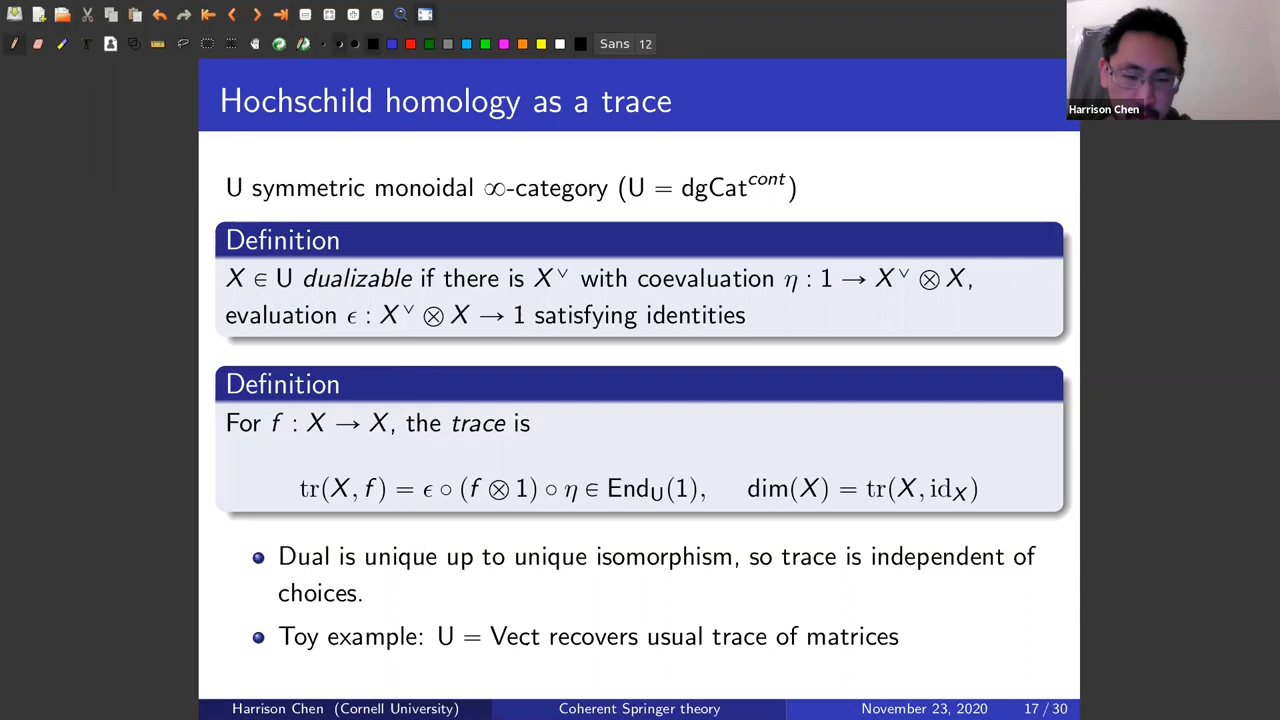 Sans 12
Harrison Chen
Hochschild homology as a trace
U symmetric monoidal ∞-category (U = dgCat^cont)
Definition
X ∈ U dualizable if there is X^∨ with coevaluation η : 1 → X^∨ ⊗ X,
evaluation ϵ : X^∨ ⊗ X → 1 satisfying identities
Definition
For f : X → X, the trace is
tr(X, f) = ϵ ∘ (f ⊗ 1) ∘ η ∈ End_U(1), dim(X) = tr(X, id_X)
Dual is unique up to unique isomorphism, so trace is independent of
choices.
Toy example: U = Vect recovers usual trace of matrices
Harrison Chen (Cornell University) Coherent Springer theory November 23, 2020 17 / 30